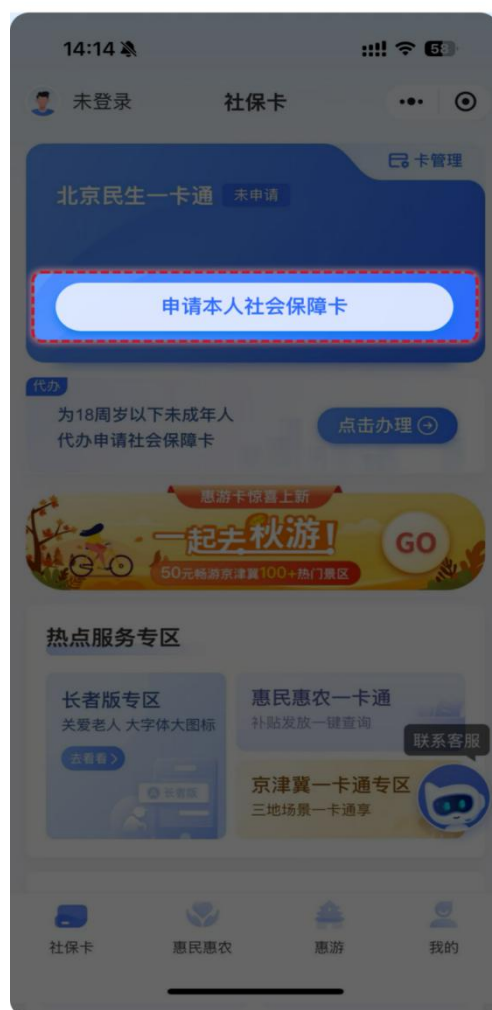 14:14
58
未登录
社保卡
卡管理
北京民生一卡通 未申请
申请本人社会保障卡
代办
为18周岁以下未成年人
代办申请社会保障卡
点击办理
惠游卡惊喜上新
一起去秋游！
GO
50元畅游京津冀100+热门景区
热点服务专区
长者版专区
关爱老人 大字体大图标
去看看
长者版
惠民惠农一卡通
补贴发放一键查询
联系客服
京津冀一卡通专区
三地场景一卡通享
社保卡
惠民惠农
惠游
我的